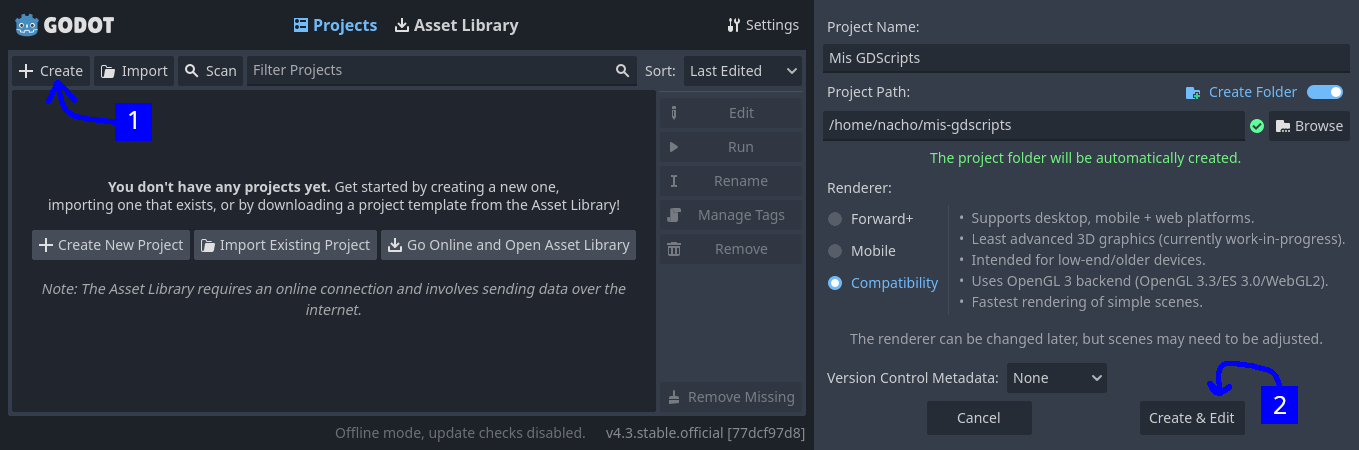 GODOT
Projects
Asset Library
Settings
Create
Import
Scan
Filter Projects
Sort:
Last Edited
1
You don't have any projects yet. Get started by creating a new one,
importing one that exists, or by downloading a project template from the Asset Library!
Create New Project
Import Existing Project
Go Online and Open Asset Library
Note: The Asset Library requires an online connection and involves sending data over the
internet.
Edit
Run
Rename
Manage Tags
Remove
Remove Missing
Offline mode, update checks disabled.
v4.3.stable.official [77dcf97d8]
Project Name:
Mis GDScripts
Project Path:
Create Folder
/home/nacho/mis-gdscripts
Browse
The project folder will be automatically created.
Renderer:
Forward+
Mobile
Compatibility
• Supports desktop, mobile + web platforms.
• Least advanced 3D graphics (currently work-in-progress).
• Intended for low-end/older devices.
• Uses OpenGL 3 backend (OpenGL 3.3/ES 3.0/WebGL2).
• Fastest rendering of simple scenes.
The renderer can be changed later, but scenes may need to be adjusted.
Version Control Metadata:
None
2
Cancel
Create & Edit